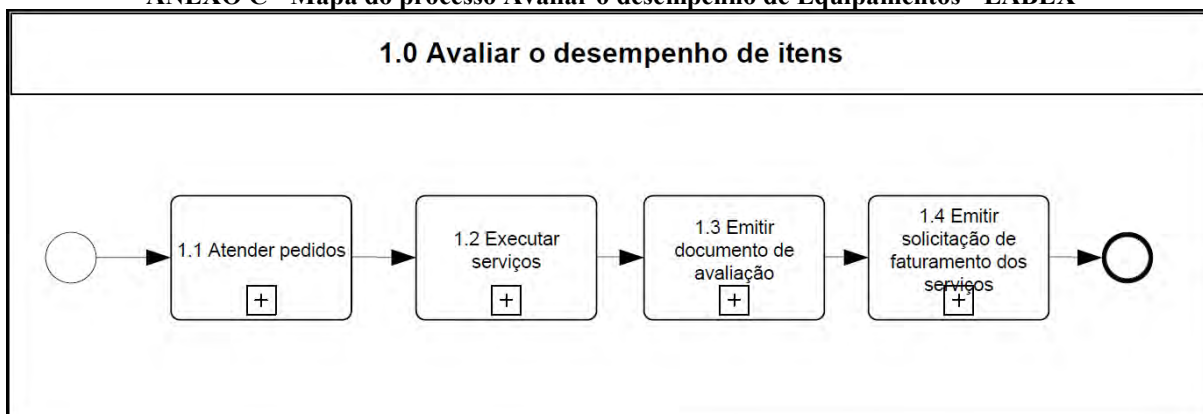 ANEXO C - Mapa do processo Avaliar o desempenho de Equipamentos - LABEX
1.0 Avaliar o desempenho de itens
1.1 Atender pedidos
1.2 Executar
serviços
1.3 Emitir
documento de
avaliação
1.4 Emitir
solicitação de
faturamento dos
serviços